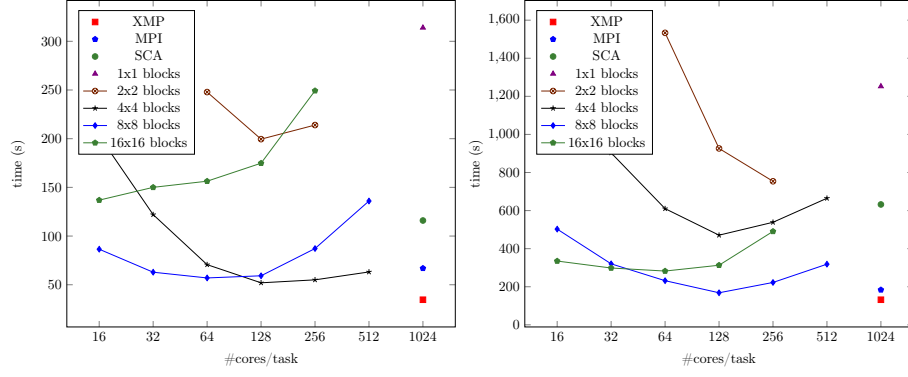 300
250
200
150
100
50
time (s)
XMP
MPI
SCA
1x1 blocks
2x2 blocks
4x4 blocks
8x8 blocks
16x16 blocks
16 32 64 128 256 512 1024
#cores/task
1,600
1,400
1,200
1,000
800
600
400
200
0
time (s)
XMP
MPI
SCA
1x1 blocks
2x2 blocks
4x4 blocks
8x8 blocks
16x16 blocks
16 32 64 128 256 512 1024
#cores/task